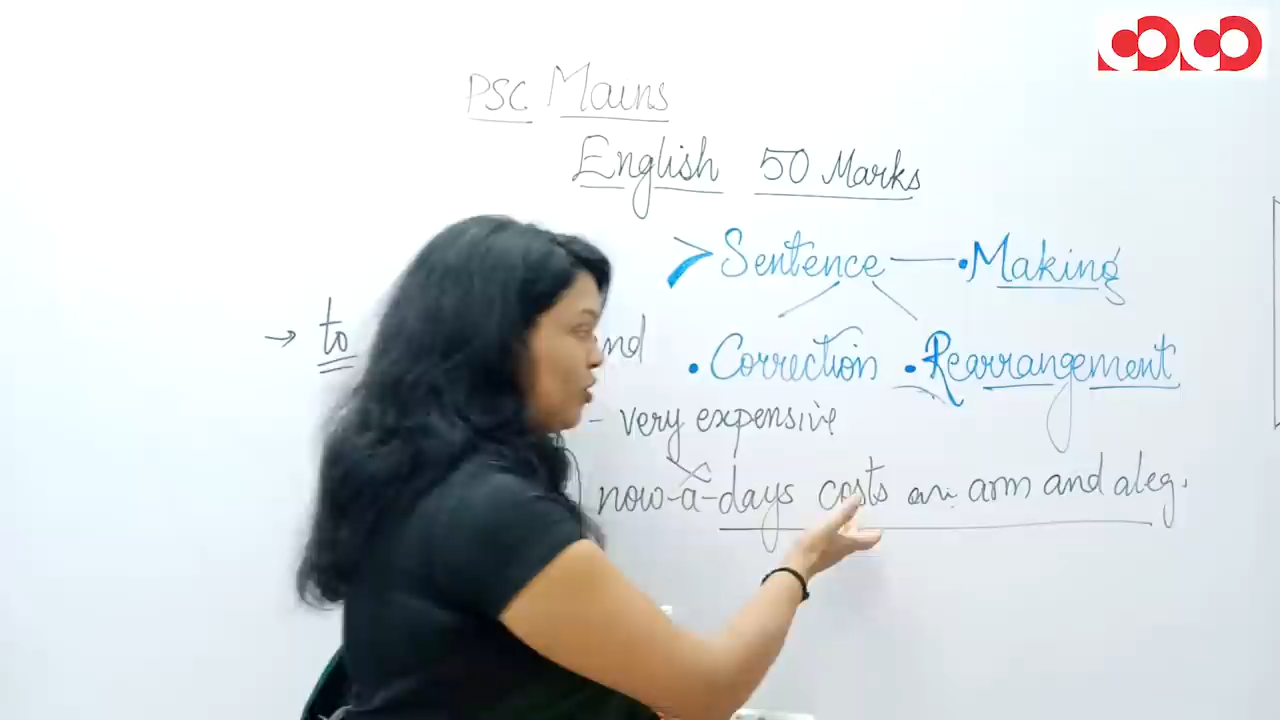 PSC Mains
English 50 Marks
> Sentence — • Making
• Correction • Rearrangement
→ to nd
- very expensive
now-a-days costs an arm and a leg.